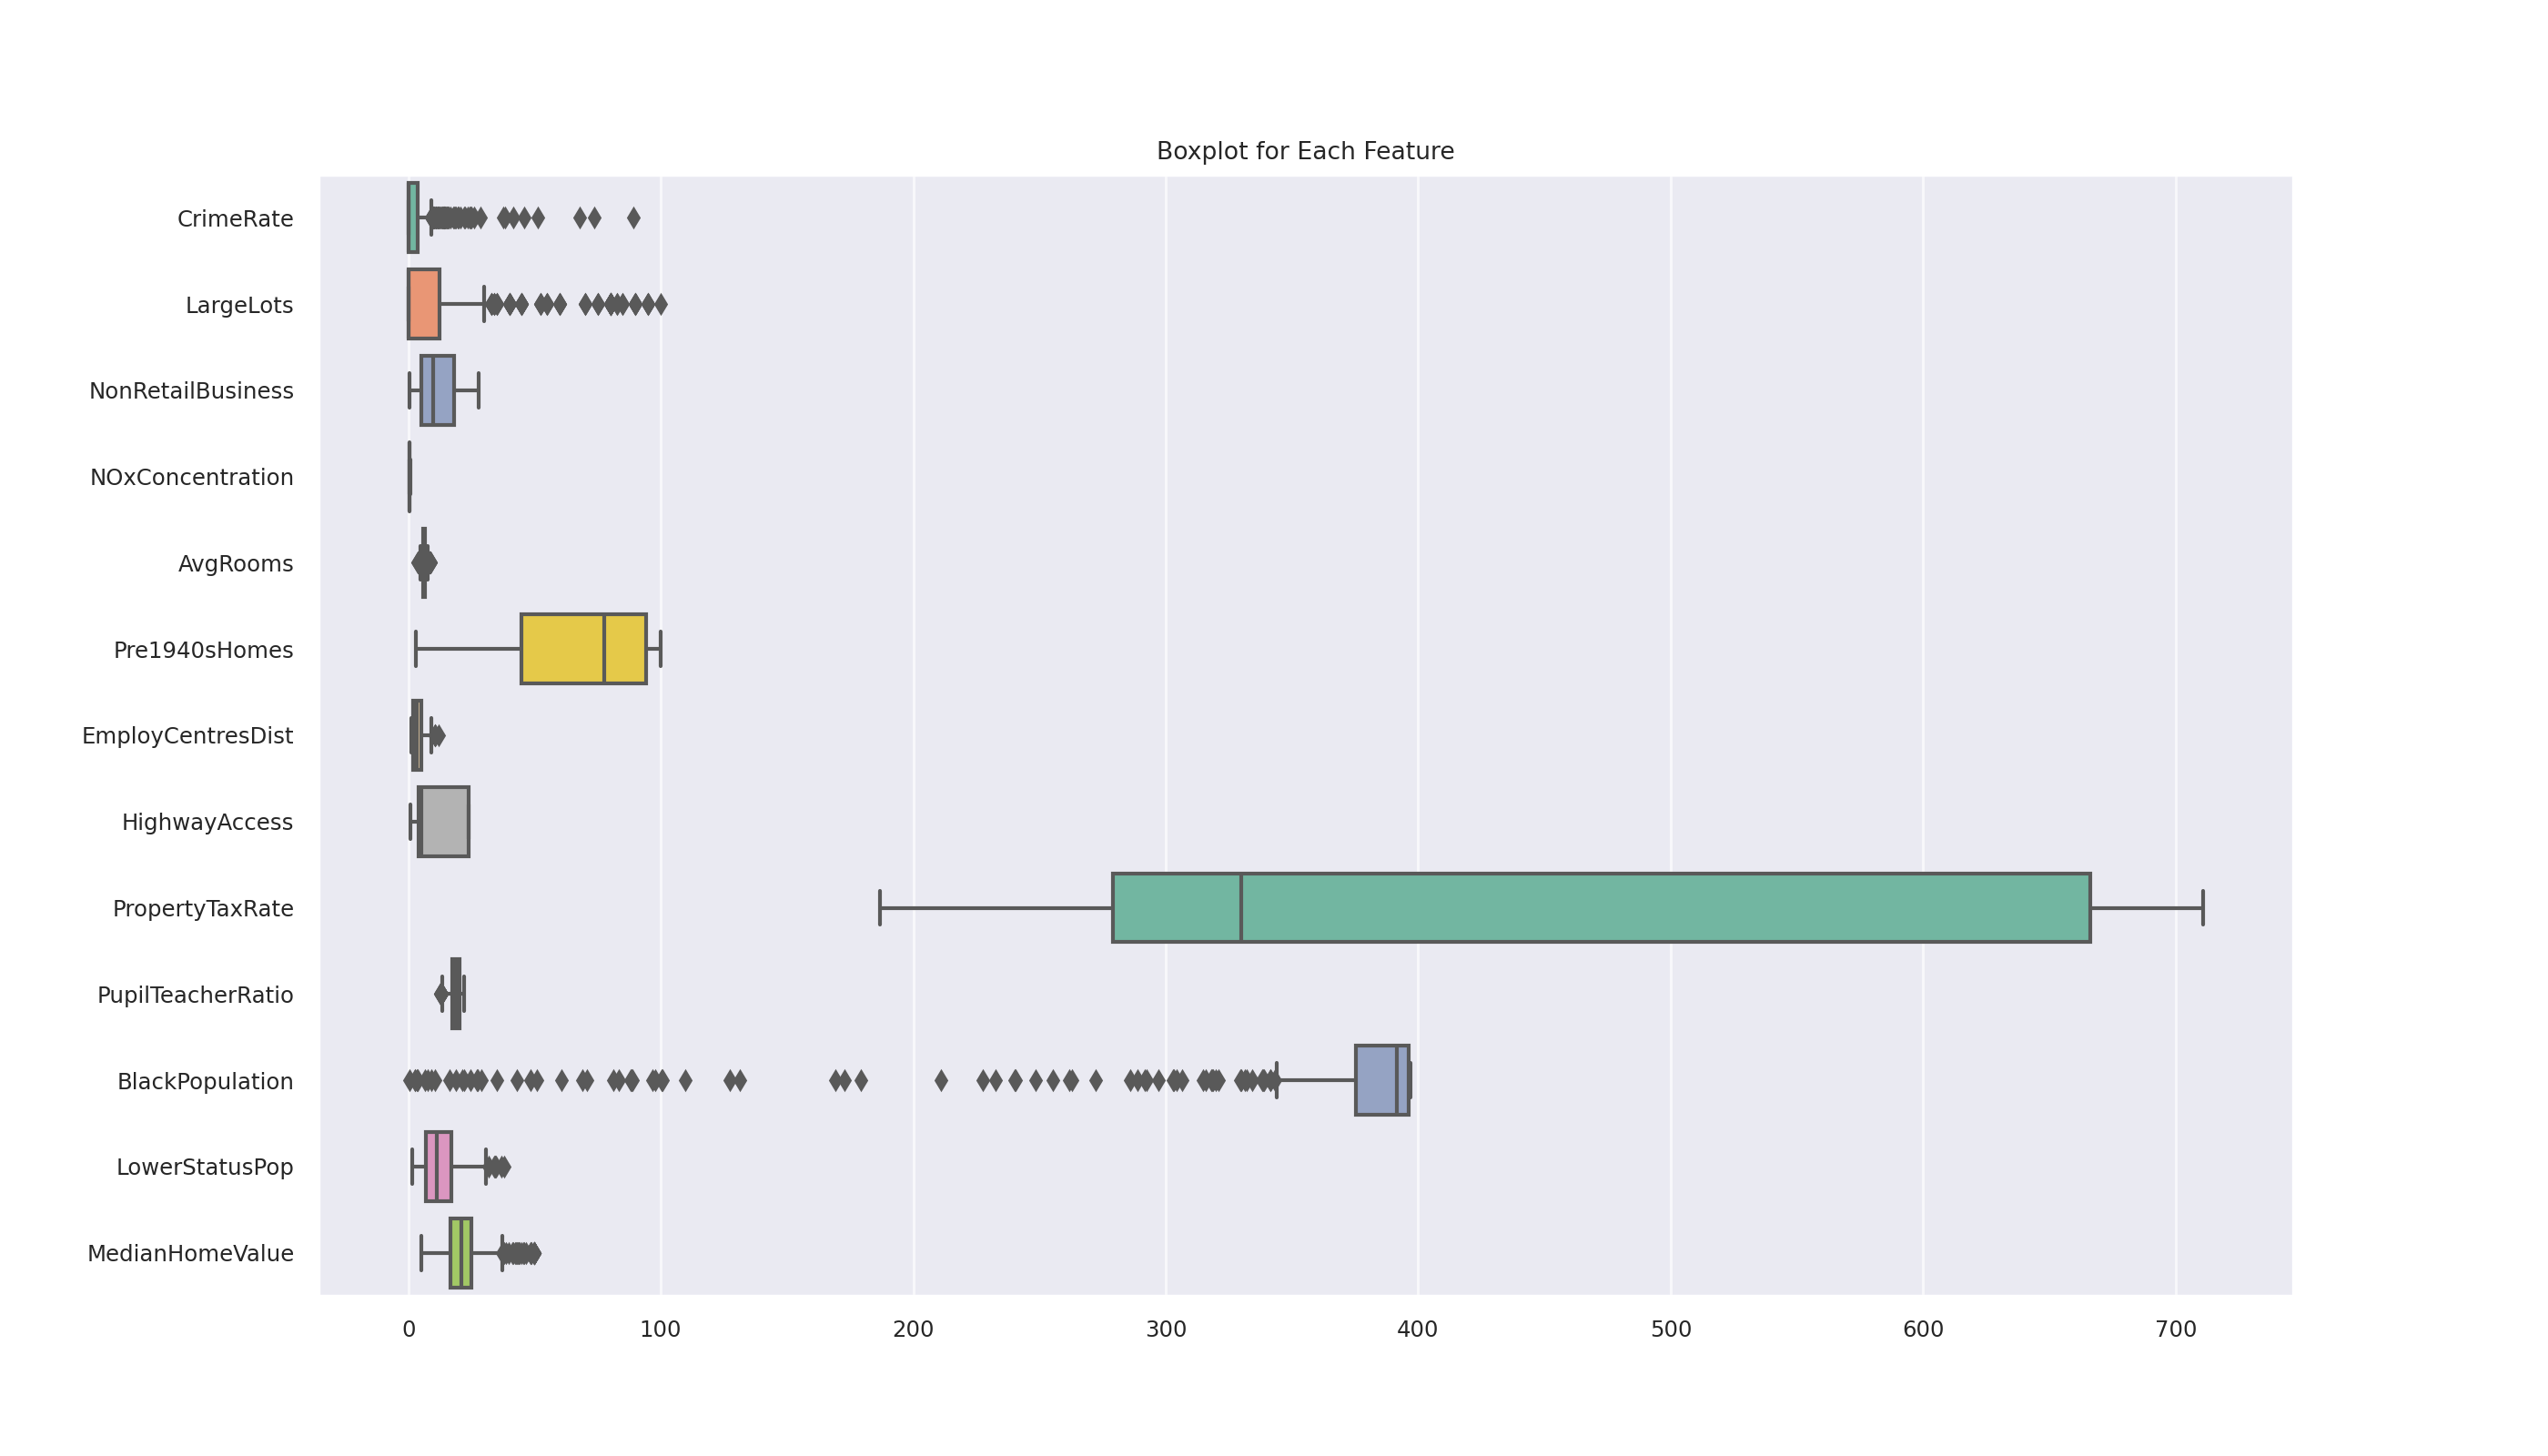 Boxplot for Each Feature
CrimeRate
LargeLots
NonRetailBusiness
NOxConcentration
AvgRooms
Pre1940sHomes
EmployCentresDist
HighwayAccess
PropertyTaxRate
PupilTeacherRatio
BlackPopulation
LowerStatusPop
MedianHomeValue
0 100 200 300 400 500 600 700